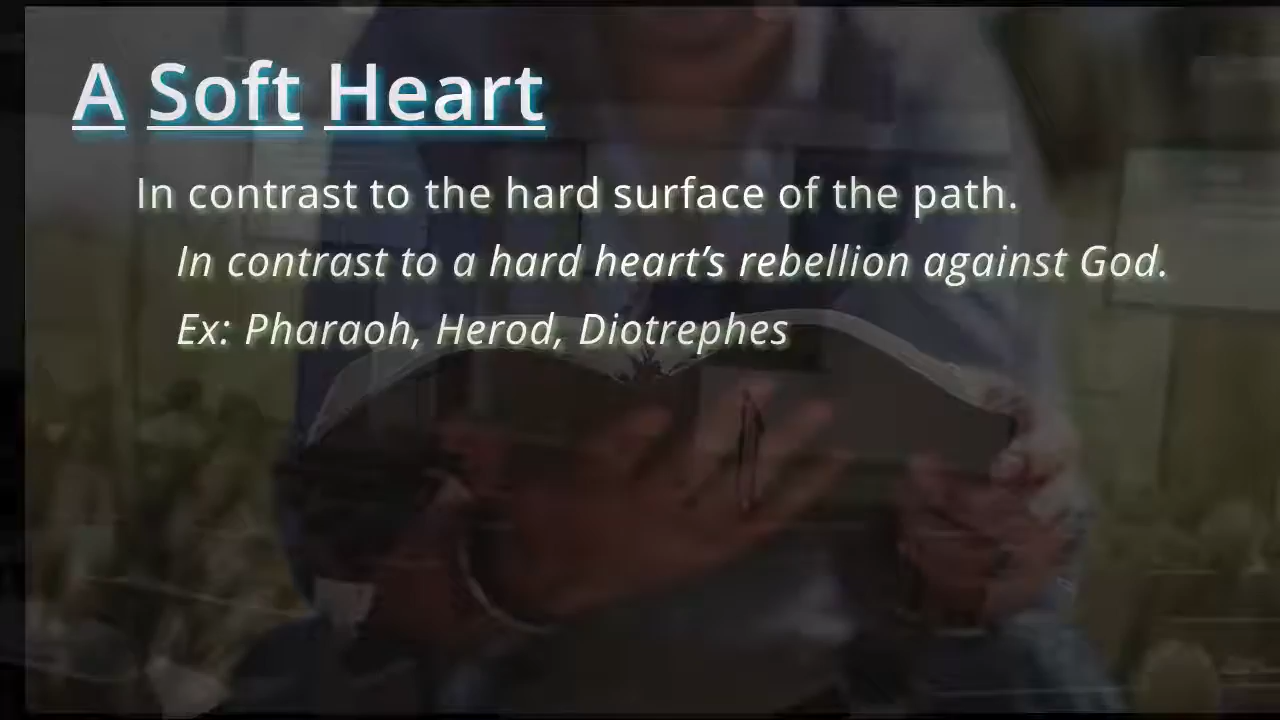 A Soft Heart
In contrast to the hard surface of the path.
In contrast to a hard heart’s rebellion against God.
Ex: Pharaoh, Herod, Diotrephes